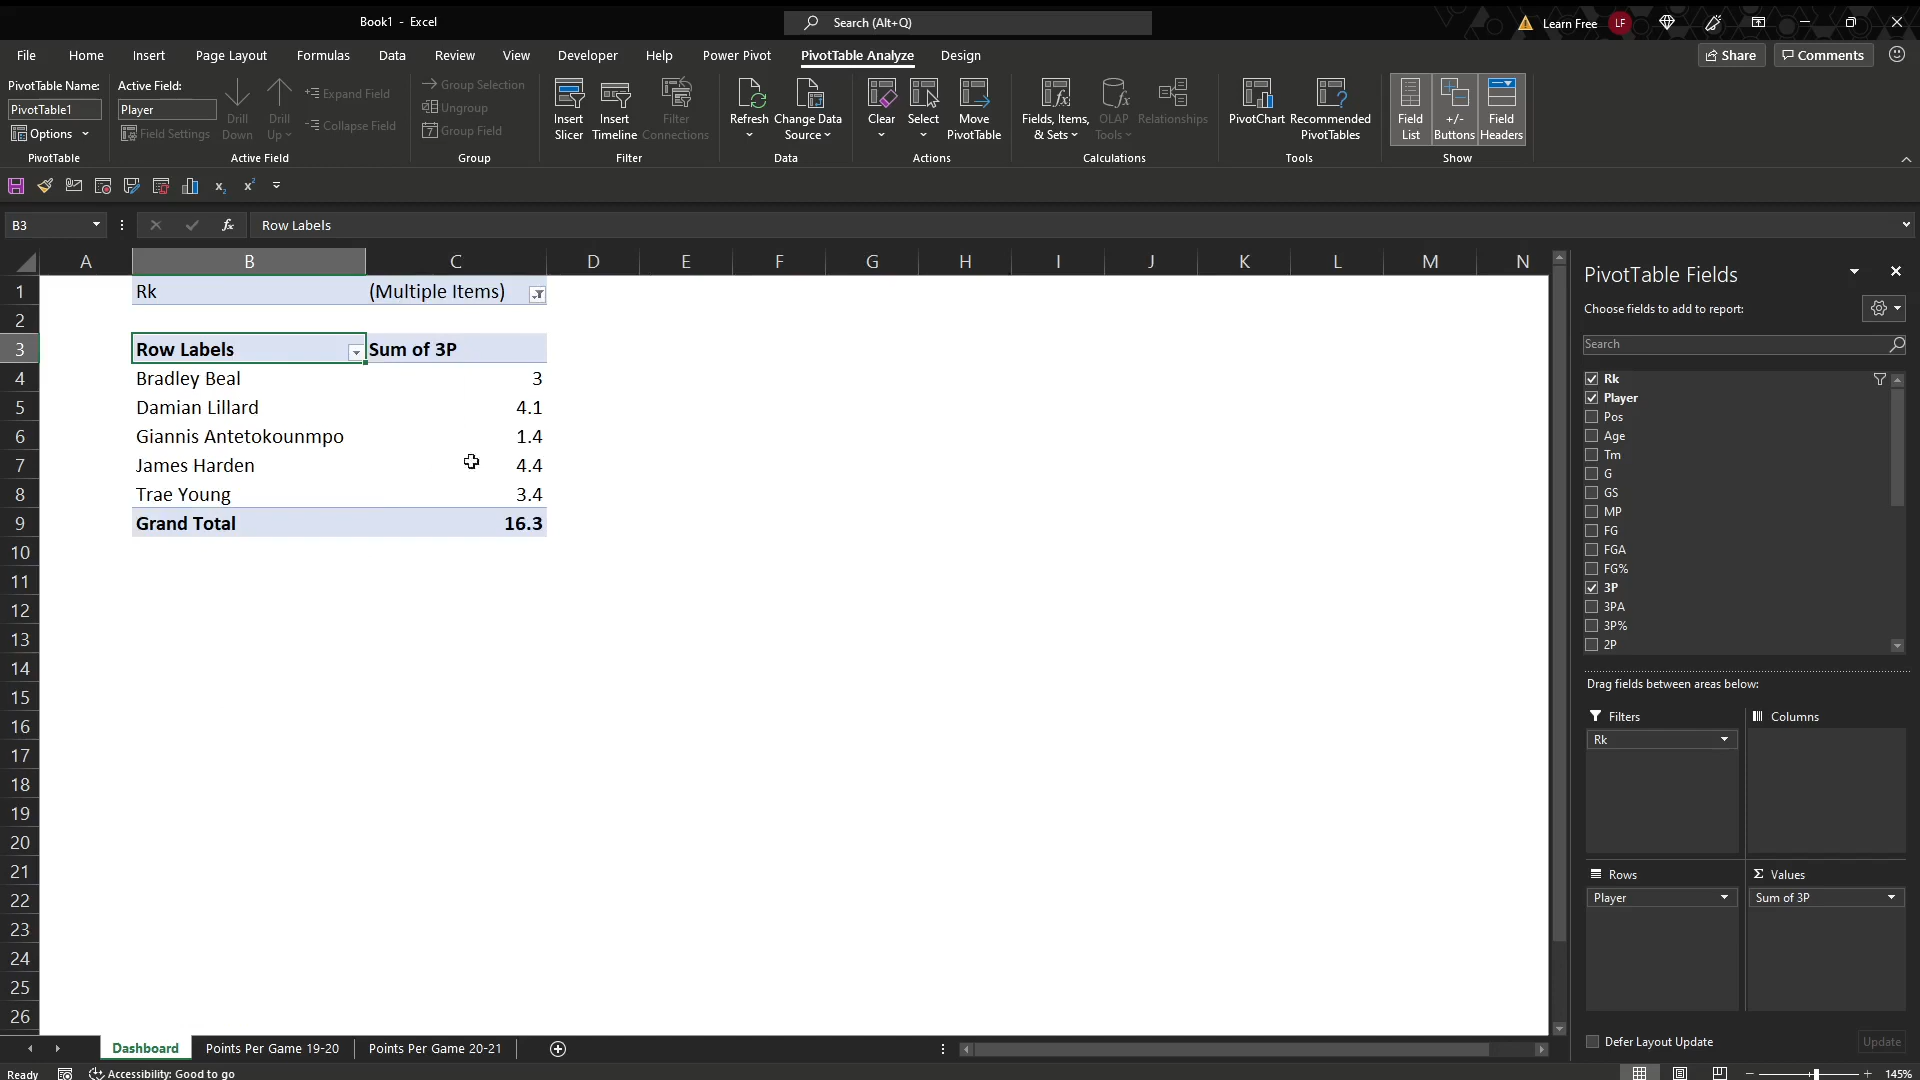 Book1 - Excel
Search (Alt+Q)
Learn Free
LF
File Home Insert Page Layout Formulas Data Review View Developer Help Power Pivot PivotTable Analyze Design
Share
Comments
PivotTable Name:
PivotTable1
Options
PivotTable
Active Field:
Player
Field Settings
Drill Down
Drill Up
Expand Field
Collapse Field
Active Field
Group Selection
Ungroup
Group Field
Group
Insert Slicer
Insert Timeline
Filter Connections
Filter
Refresh
Change Data Source
Data
Clear
Select
Move PivotTable
Actions
Fields, Items, & Sets
OLAP Tools
Relationships
Calculations
PivotChart
Recommended PivotTables
Tools
Field List
+/- Buttons
Field Headers
Show
B3
fx
Row Labels
A B C D E F G H I J K L M N
1 Rk (Multiple Items)
2
3 Row Labels Sum of 3P
4 Bradley Beal 3
5 Damian Lillard 4.1
6 Giannis Antetokounmpo 1.4
7 James Harden 4.4
8 Trae Young 3.4
9 Grand Total 16.3
10
11
12
13
14
15
16
17
18
19
20
21
22
23
24
25
26
PivotTable Fields
Choose fields to add to report:
Search
Rk
Player
Pos
Age
Tm
G
GS
MP
FG
FGA
FG%
3P
3PA
3P%
2P
Drag fields between areas below:
Filters
Rk
Columns
Rows
Player
Σ Values
Sum of 3P
Defer Layout Update
Update
Dashboard Points Per Game 19-20 Points Per Game 20-21
Ready
Accessibility: Good to go
145%